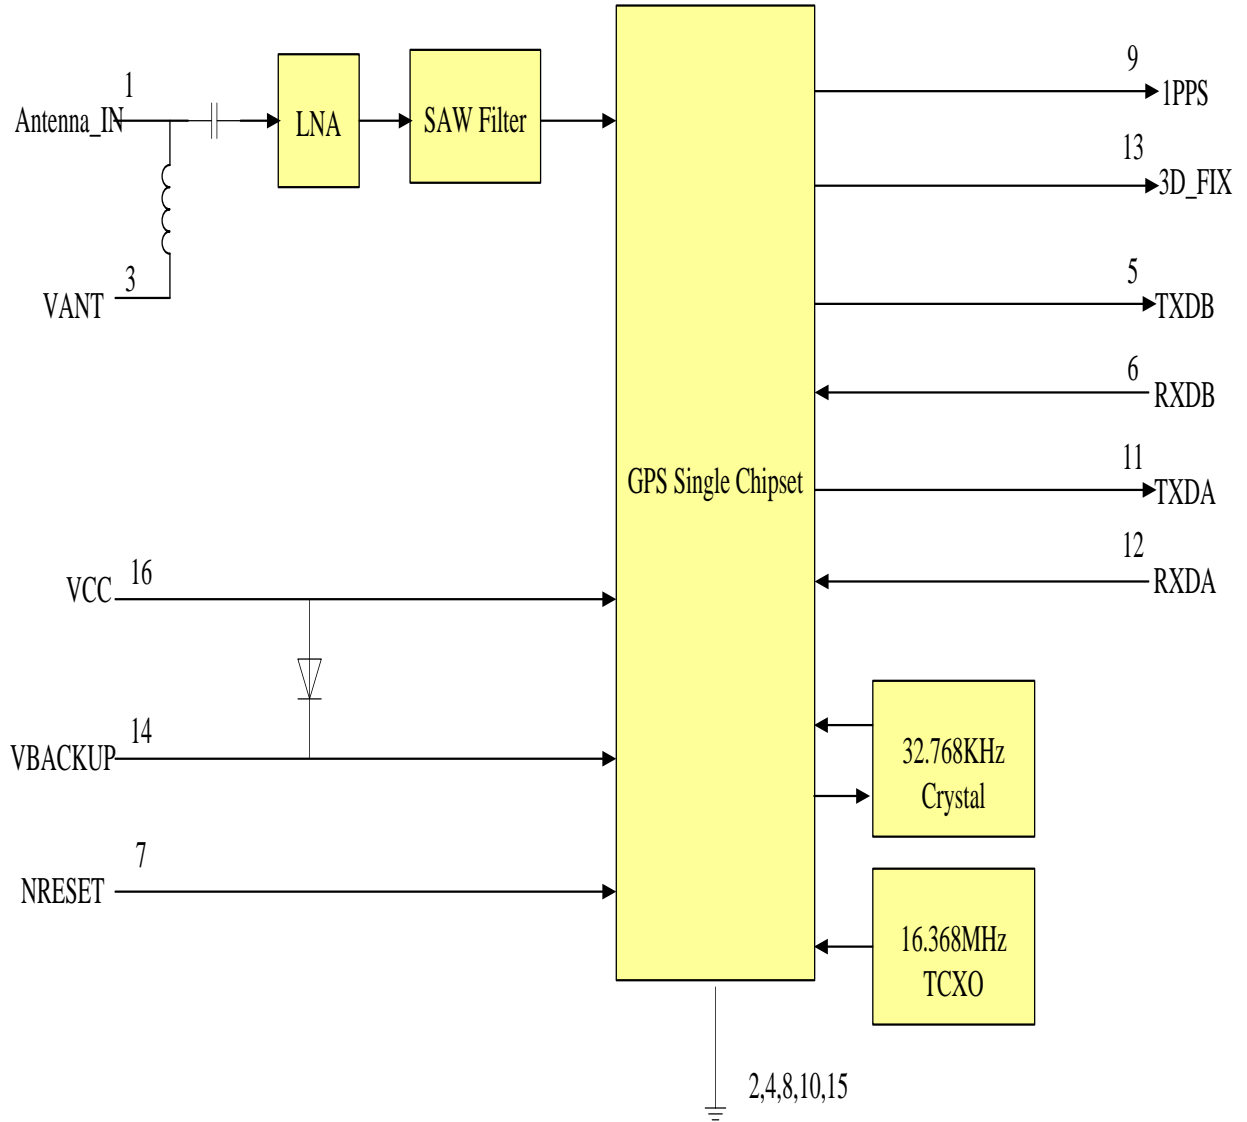 1
Antenna_IN
LNA
SAW Filter
3
VANT
9
1PPS
13
3D_FIX
5
TXDB
6
RXDB
GPS Single Chipset
11
TXDA
12
RXDA
16
VCC
14
VBACKUP
7
NRESET
32.768KHz
Crystal
16.368MHz
TCXO
2,4,8,10,15